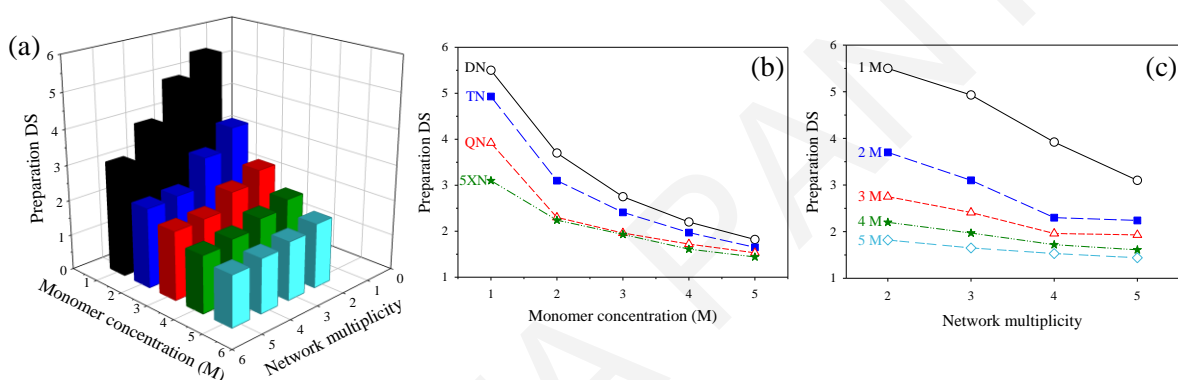 (a)
Preparation DS
6
5
4
3
2
1
0
1
2
3
4
5
6
Monomer concentration (M)
6
5
4
3
2
1
0
Network multiplicity
(b)
Preparation DS
6
5
4
3
2
1
DN
TN
QN
5XN
1 2 3 4 5
Monomer concentration (M)
(c)
Preparation DS
6
5
4
3
2
1
1 M
2 M
3 M
4 M
5 M
2 3 4 5
Network multiplicity